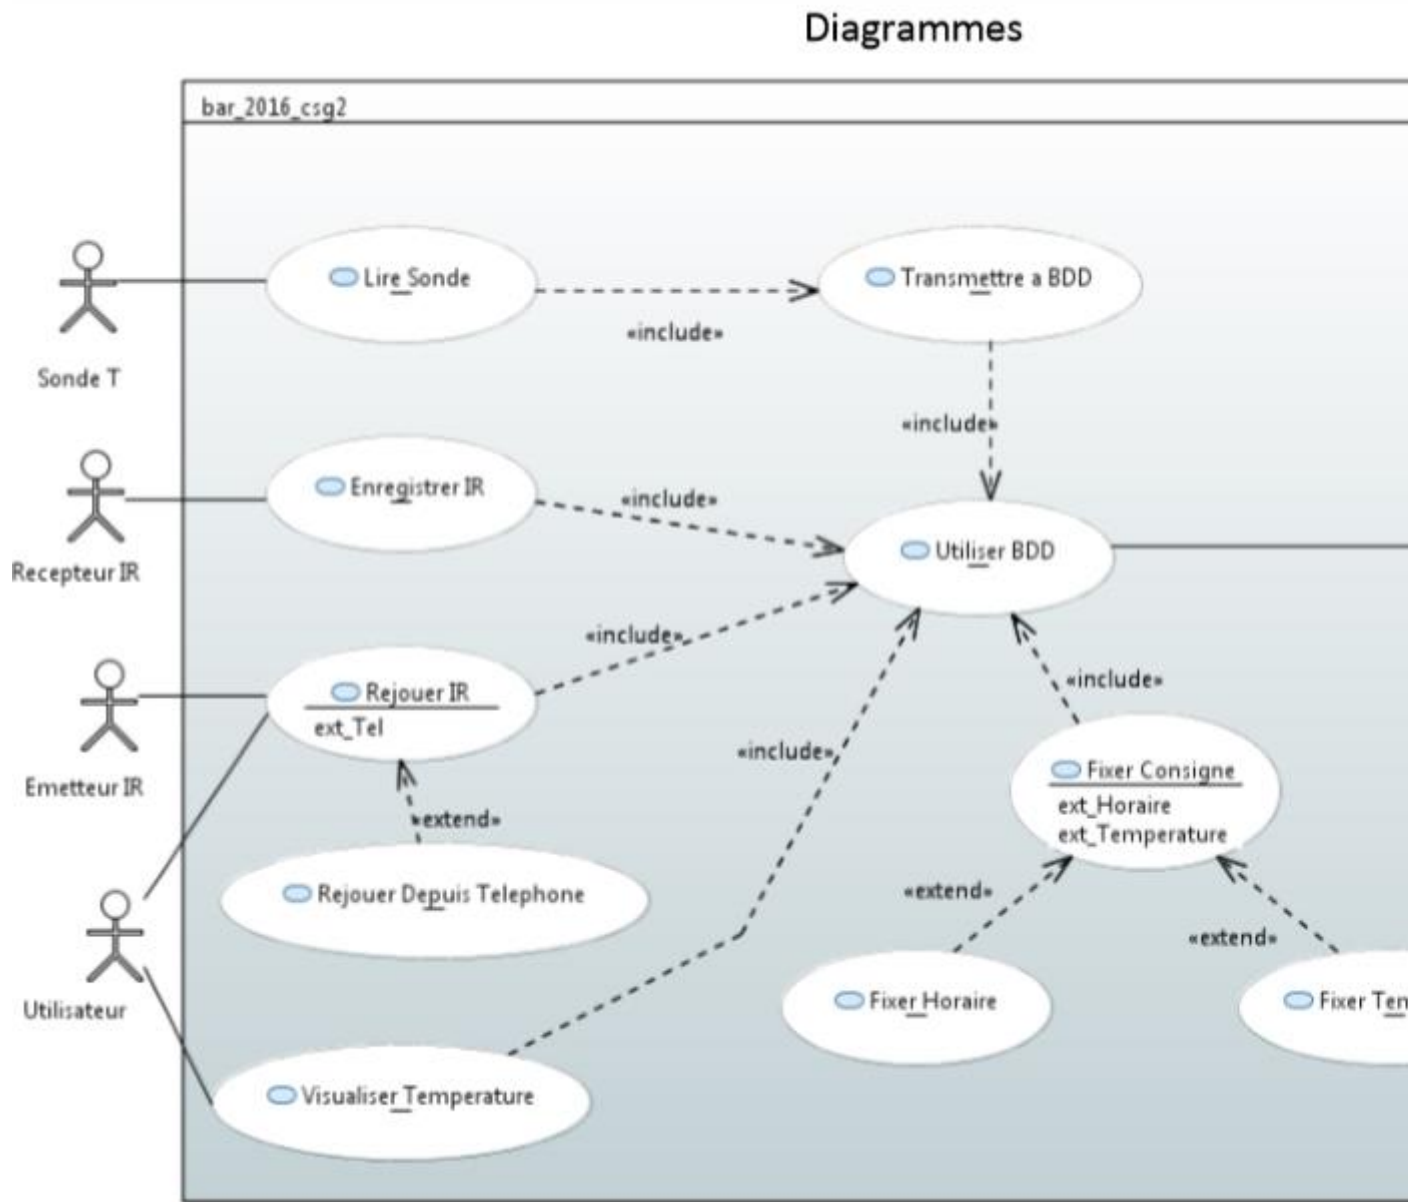 Diagrammes
bar_2016_csg2
Lire Sonde
Transmettre a BDD
«include»
Sonde T
«include»
Enregistrer IR
«include»
Utiliser BDD
Recepteur IR
«include»
Rejouer IR
ext_Tel
«include»
Fixer Consigne
ext_Horaire
ext_Temperature
«include»
Emetteur IR
«extend»
Rejouer Depuis Telephone
«extend»
«extend»
Utilisateur
Fixer Horaire
Fixer Tem
Visualiser Temperature